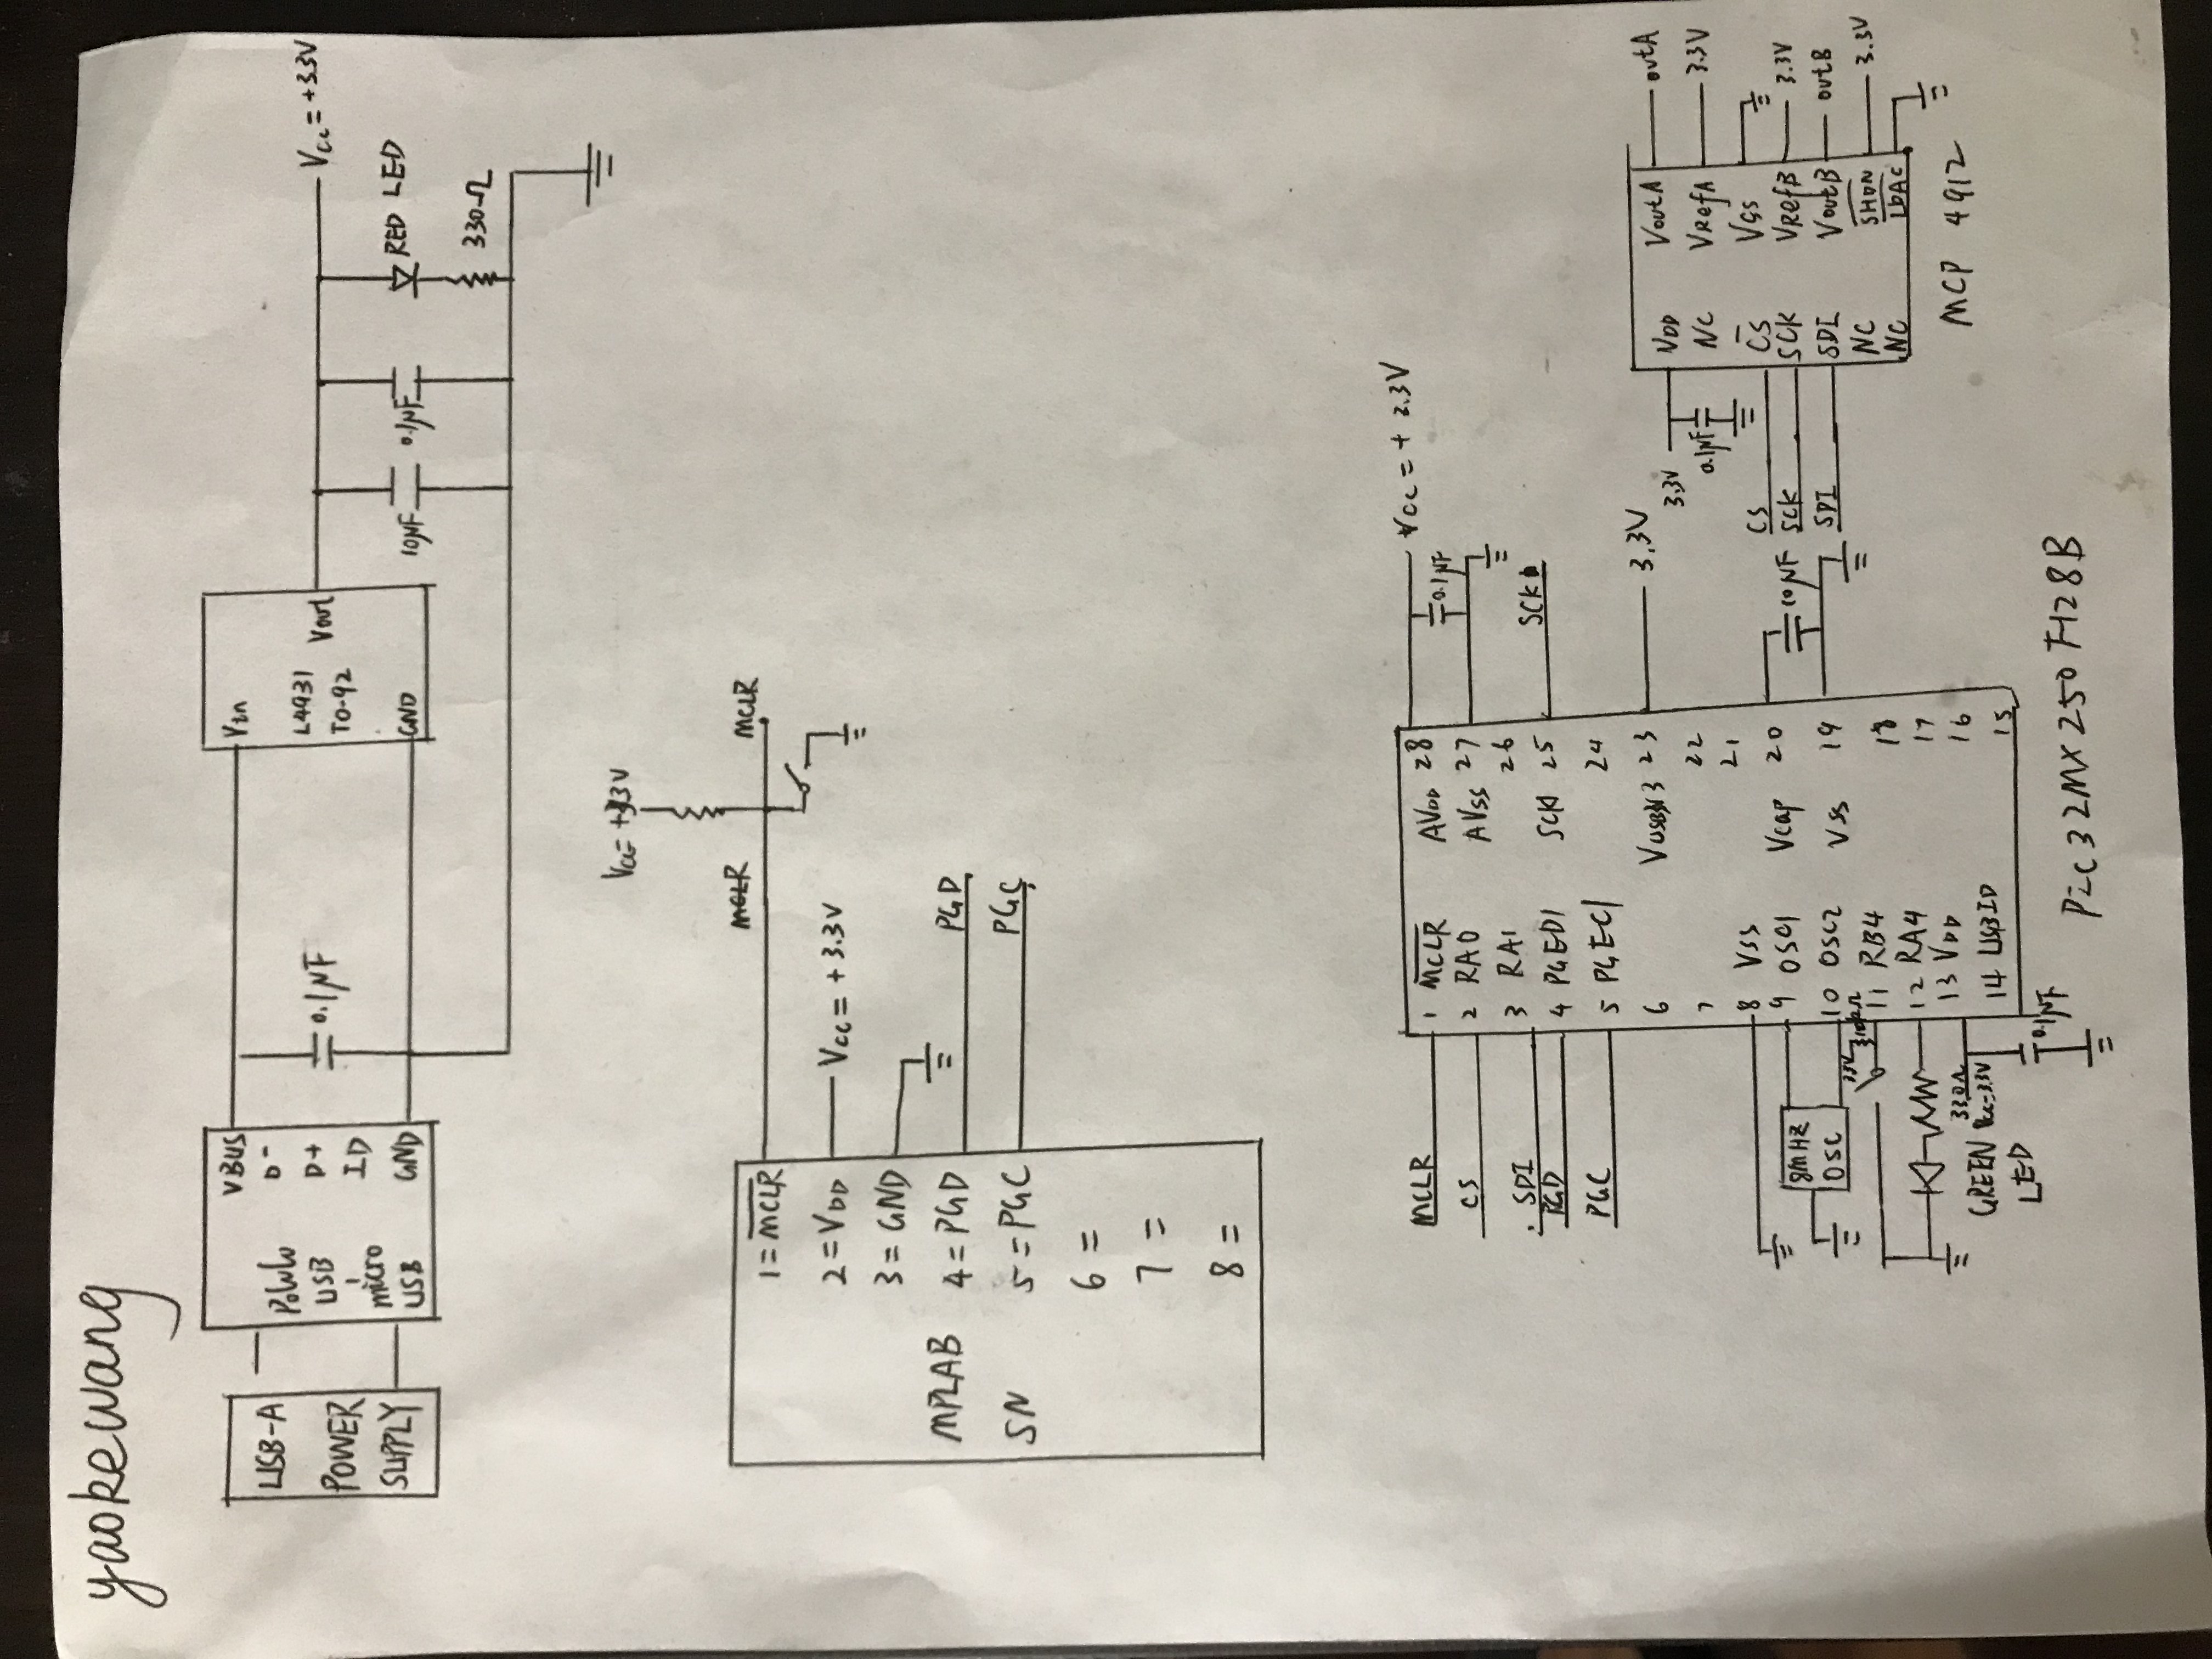 yaokewang
USB-A
POWER
SUPPLY
Pololu
USB
micro
USB
VBUS
D-
D+
ID
GND
0.1μF
Vin
L4931
TO-92
Vout
GND
Vcc=+3.3V
10μF
0.1μF
RED LED
330Ω
Vcc=+3.3V
MCLR
MCLR
MPLAB
SN
1=MCLR
2=VDD
3=GND
4=PGD
5=PGC
6=
7=
8=
Vcc=+3.3V
PGD
PGC
MCLR
CS
SDI
PGD
PGC
1 MCLR
2 RA0
3 RA1
4 PGED1
5 PGEC1
6
7
8 VSS
9 OSC1
10 OSC2
11 RB4
12 RA4
13 VDD
14 USBID
AVDD 28
AVSS 27
26
SCK1 25
24
VUSB3V3 23
22
21
Vcap 20
VSS 19
18
17
16
15
Vcc=+3.3V
0.1μF
SCK
3.3V
10μF
8MHZ
OSC
3.3V
330Ω
GREEN
LED
Vcc=3.3V
0.1μF
Pic32MX250F128B
3.3V
0.1μF
CS
SCK
SDI
VDD
NC
CS
SCK
SDI
NC
NC
VoutA
VRefA
VSS
VRefB
VoutB
SHDN
LDAC
outA
3.3V
3.3V
outB
3.3V
MCP 4912